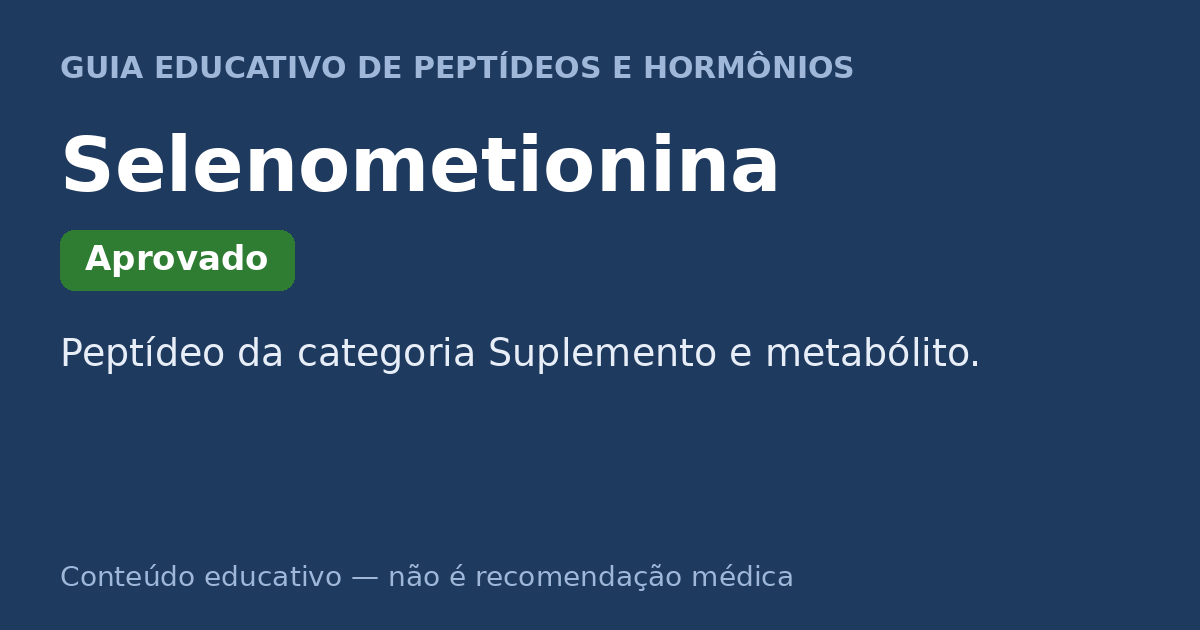 GUIA EDUCATIVO DE PEPTÍDEOS E HORMÔNIOS
Selenometionina
Aprovado
Peptídeo da categoria Suplemento e metabólito.
Conteúdo educativo — não é recomendação médica